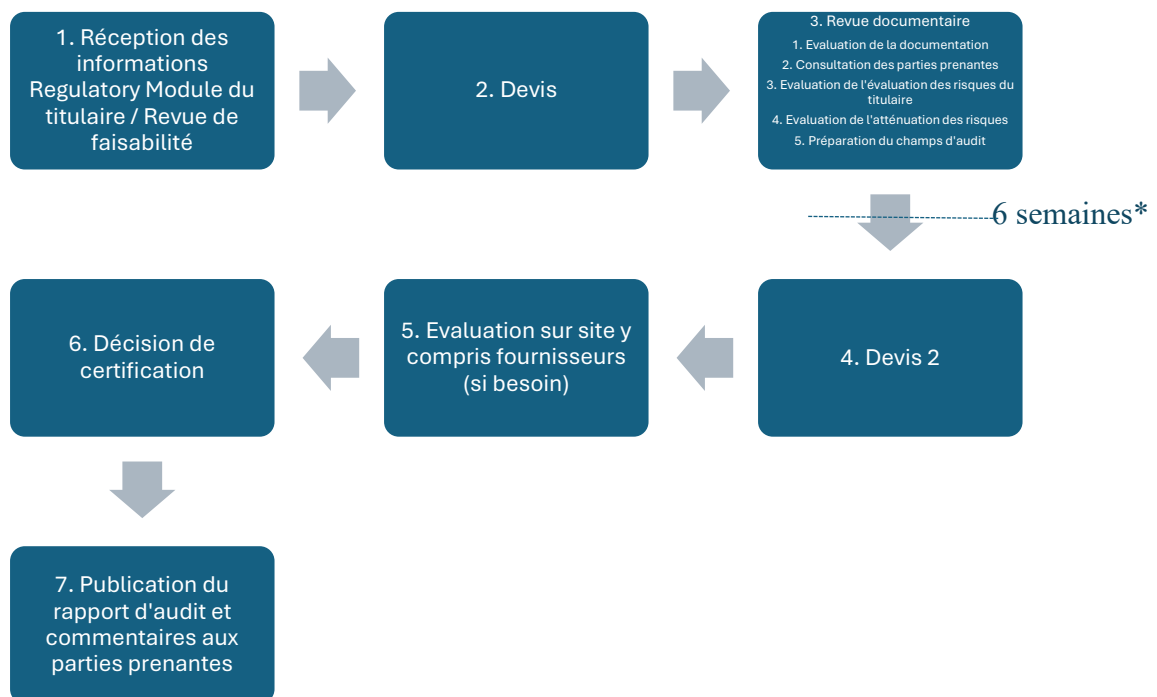 1. Réception des
informations
Regulatory Module du
titulaire / Revue de
faisabilité
2. Devis
3. Revue documentaire
1. Evaluation de la documentation
2. Consultation des parties prenantes
3. Evaluation de l'évaluation des risques du
titulaire
4. Evaluation de l'atténuation des risques
5. Préparation du champs d'audit
6 semaines*
4. Devis 2
5. Evaluation sur site y
compris fournisseurs
(si besoin)
6. Décision de
certification
7. Publication du
rapport d'audit et
commentaires aux
parties prenantes